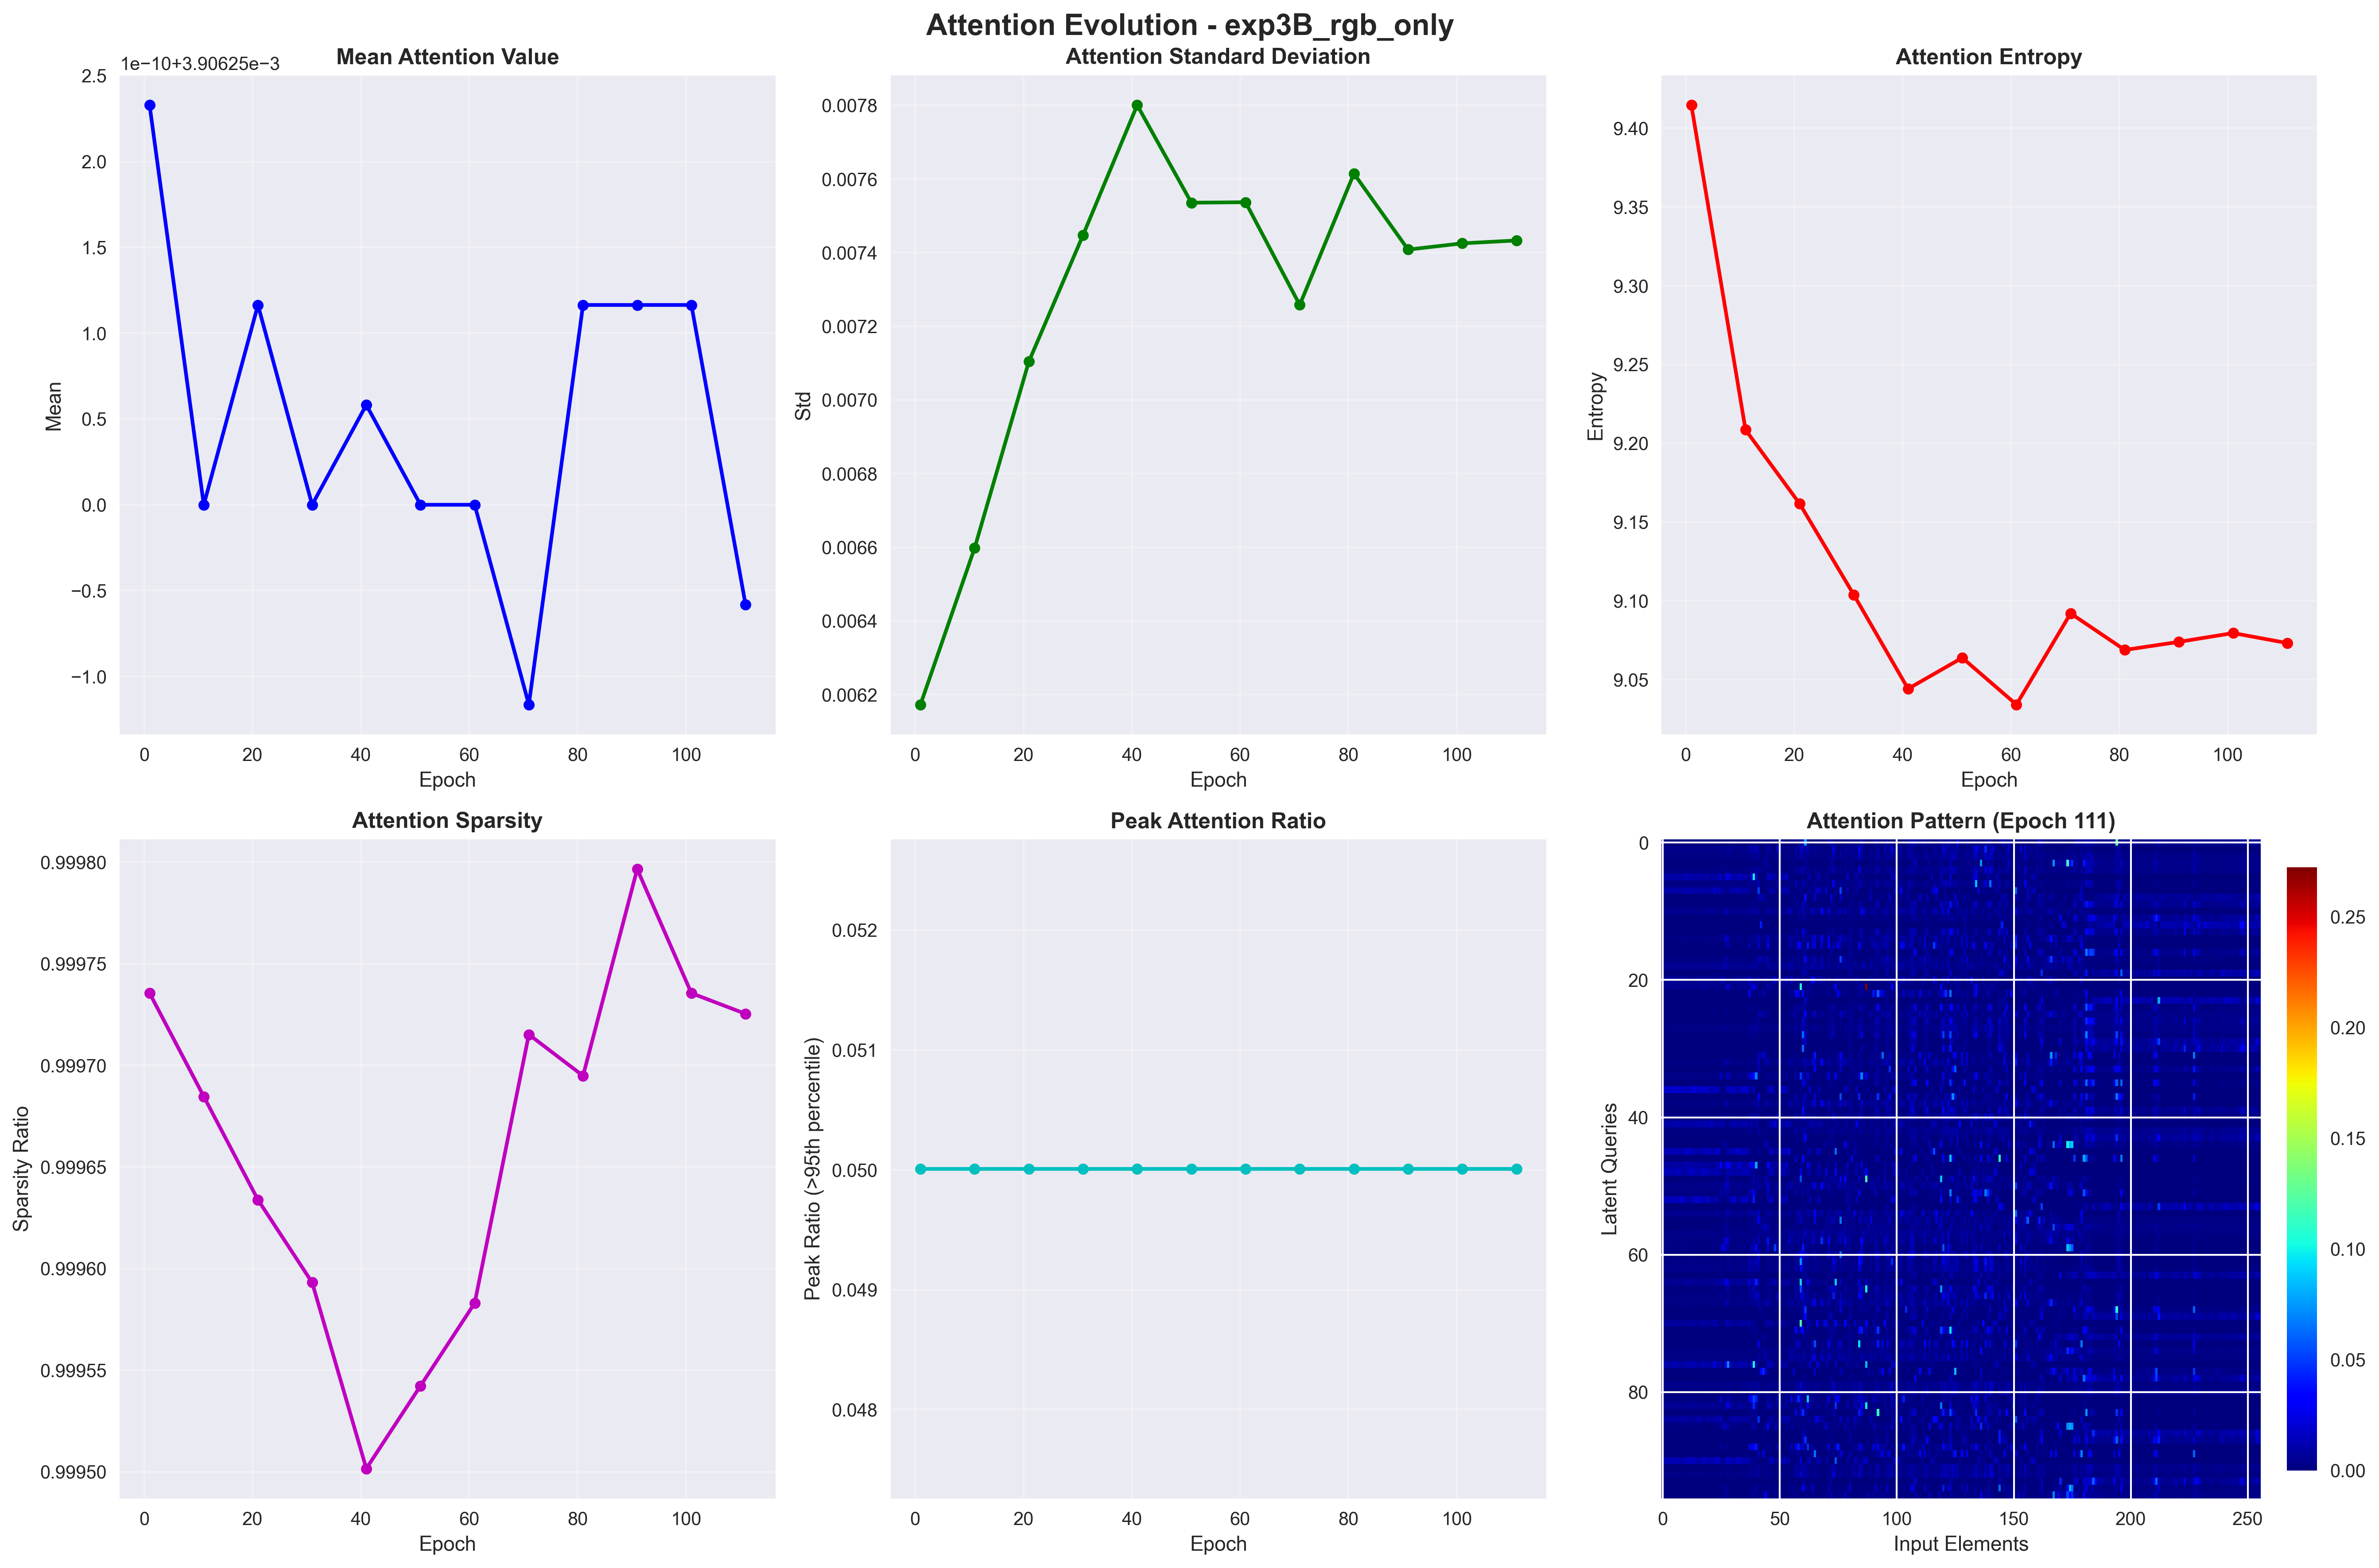 Attention Evolution - exp3B_rgb_only
Mean Attention Value
1e−10+3.90625e−3
2.5
2.0
1.5
1.0
0.5
0.0
−0.5
−1.0
Mean
0 20 40 60 80 100
Epoch
Attention Standard Deviation
0.0078
0.0076
0.0074
0.0072
0.0070
0.0068
0.0066
0.0064
0.0062
Std
0 20 40 60 80 100
Epoch
Attention Entropy
9.40
9.35
9.30
9.25
9.20
9.15
9.10
9.05
Entropy
0 20 40 60 80 100
Epoch
Attention Sparsity
0.99980
0.99975
0.99970
0.99965
0.99960
0.99955
0.99950
Sparsity Ratio
0 20 40 60 80 100
Epoch
Peak Attention Ratio
0.052
0.051
0.050
0.049
0.048
Peak Ratio (>95th percentile)
0 20 40 60 80 100
Epoch
Attention Pattern (Epoch 111)
0
20
40
60
80
Latent Queries
0 50 100 150 200 250
Input Elements
0.25
0.20
0.15
0.10
0.05
0.00